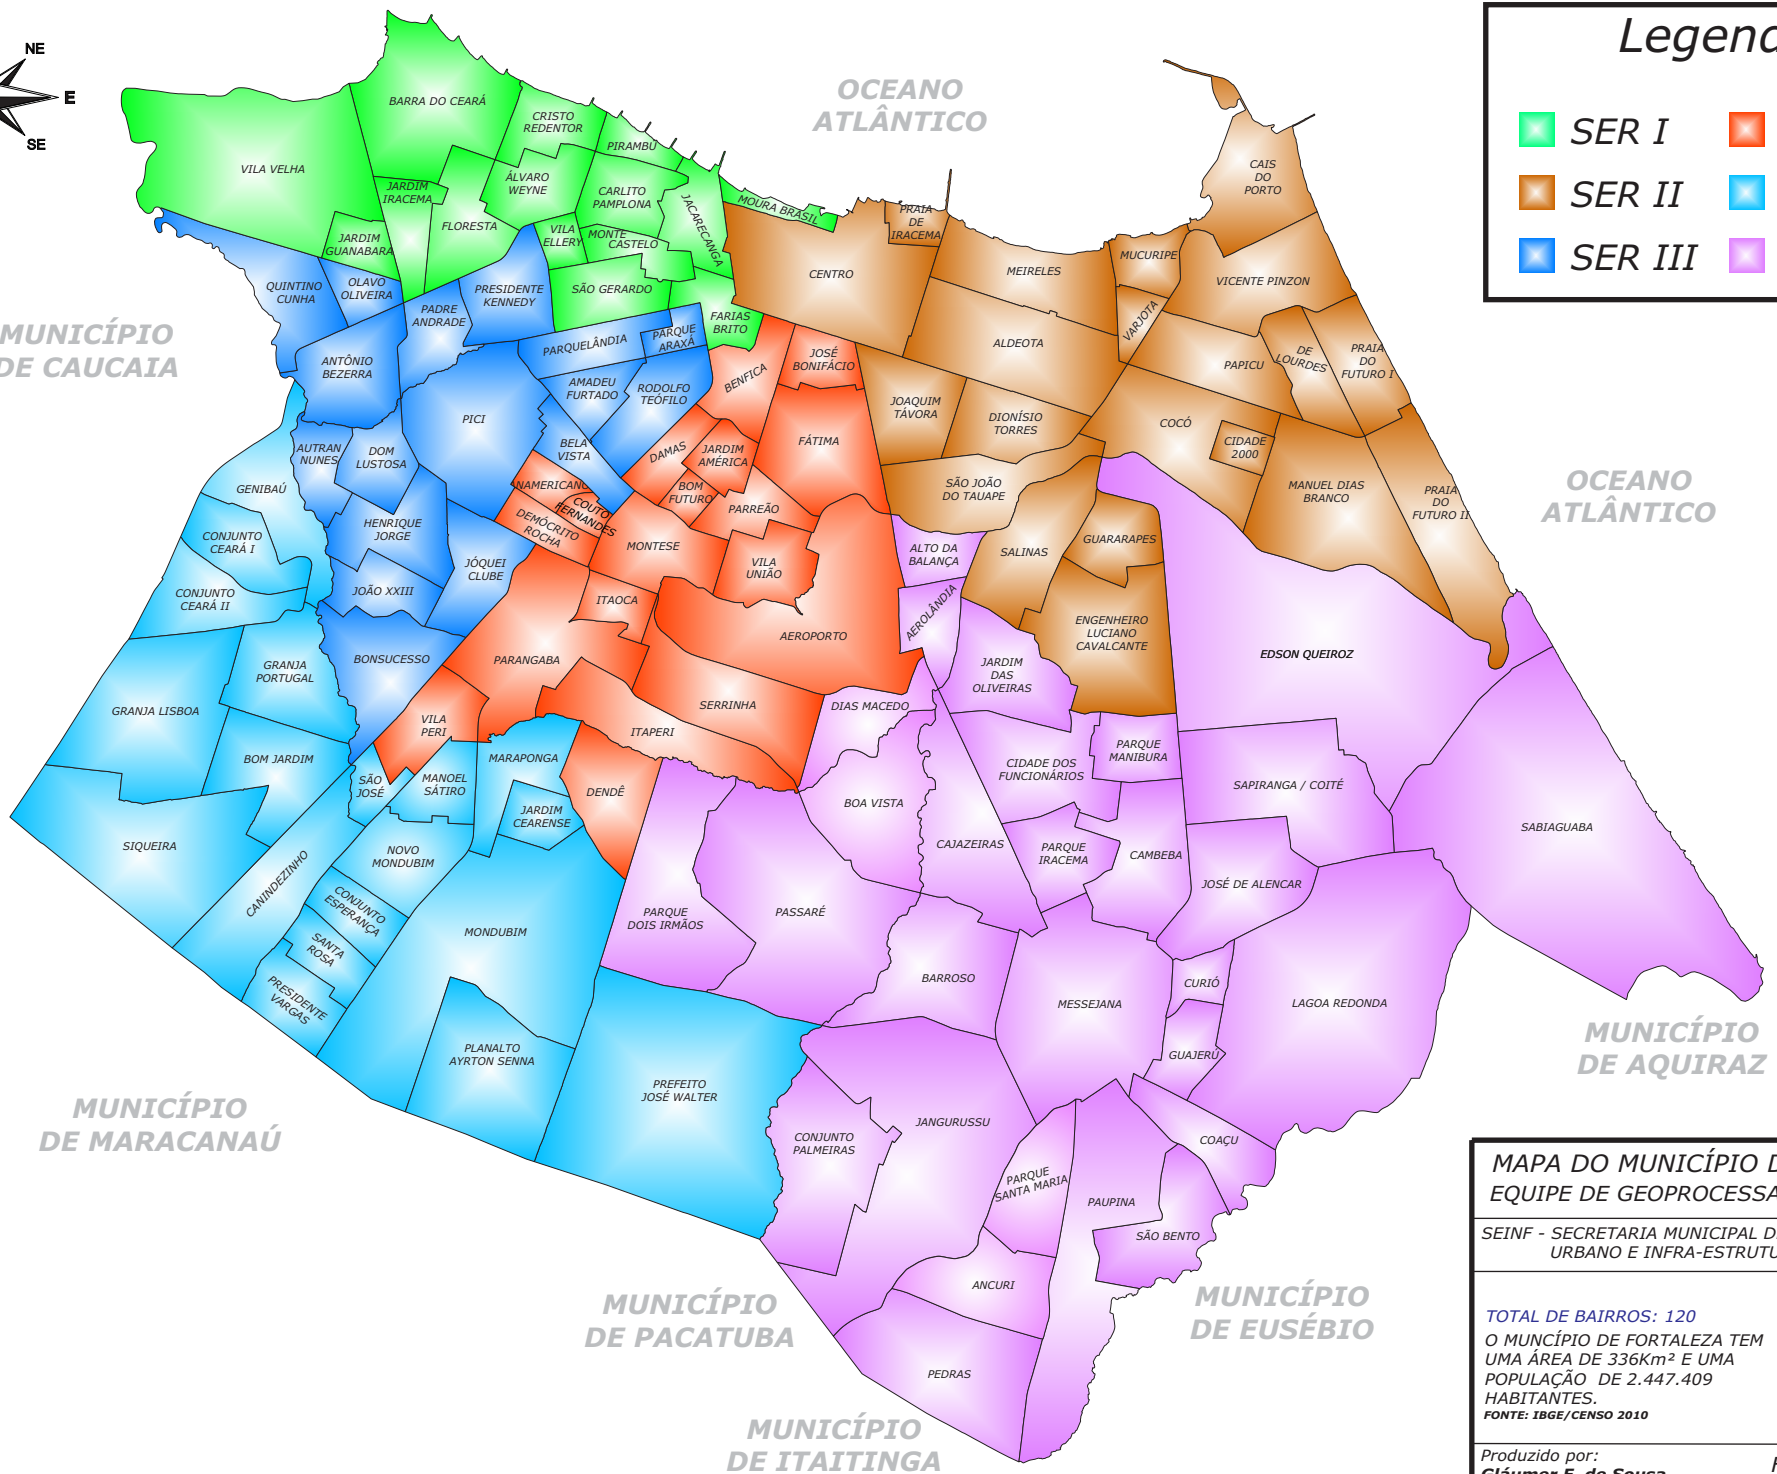 NE
E
SE
OCEANO
ATLÂNTICO
Legend
SER I
SER II
SER III
MUNICÍPIO
DE CAUCAIA
OCEANO
ATLÂNTICO
MUNICÍPIO
DE AQUIRAZ
MUNICÍPIO
DE MARACANAÚ
MUNICÍPIO
DE PACATUBA
MUNICÍPIO
DE EUSÉBIO
MUNICÍPIO
DE ITAITINGA
BARRA DO CEARÁ
VILA VELHA
CRISTO
REDENTOR
PIRAMBÚ
JARDIM
IRACEMA
ÁLVARO
WEYNE
CARLITO
PAMPLONA
JACARECANGA
MOURA BRASIL
JARDIM
GUANABARA
FLORESTA
VILA
ELLERY
MONTE
CASTELO
SÃO GERARDO
FARIAS
BRITO
QUINTINO
CUNHA
OLAVO
OLIVEIRA
PADRE
ANDRADE
PRESIDENTE
KENNEDY
PARQUELÂNDIA
PARQUE
ARAXÁ
ANTÔNIO
BEZERRA
AMADEU
FURTADO
RODOLFO
TEÓFILO
PICI
BELA
VISTA
AUTRAN
NUNES
DOM
LUSTOSA
HENRIQUE
JORGE
JÓQUEI
CLUBE
JOÃO XXIII
BONSUCESSO
CENTRO
PRAIA
DE
IRACEMA
MEIRELES
MUCURIPE
VARJOTA
CAIS
DO
PORTO
VICENTE PINZON
ALDEOTA
PAPICU
DE
LOURDES
PRAIA
DO
FUTURO I
JOAQUIM
TÁVORA
DIONÍSIO
TORRES
COCÓ
CIDADE
2000
MANUEL DIAS
BRANCO
PRAIA
DO
FUTURO II
SÃO JOÃO
DO TAUAPE
SALINAS
GUARARAPES
ENGENHEIRO
LUCIANO
CAVALCANTE
BENFICA
JOSÉ
BONIFÁCIO
FÁTIMA
DAMAS
JARDIM
AMÉRICA
BOM
FUTURO
PARREÃO
NAMERICANO
COUTO
FERNANDES
DEMÓCRITO
ROCHA
MONTESE
VILA
UNIÃO
ITAOCA
AEROPORTO
PARANGABA
VILA
PERI
SERRINHA
ITAPERI
DENDÊ
GENIBAÚ
CONJUNTO
CEARÁ I
CONJUNTO
CEARÁ II
GRANJA
PORTUGAL
GRANJA LISBOA
BOM JARDIM
SIQUEIRA
SÃO
JOSÉ
MANOEL
SÁTIRO
MARAPONGA
JARDIM
CEARENSE
CANINDEZINHO
NOVO
MONDUBIM
CONJUNTO
ESPERANÇA
SANTA
ROSA
PRESIDENTE
VARGAS
MONDUBIM
PLANALTO
AYRTON SENNA
PREFEITO
JOSÉ WALTER
ALTO DA
BALANÇA
AEROLÂNDIA
JARDIM
DAS
OLIVEIRAS
EDSON QUEIROZ
DIAS MACEDO
BOA VISTA
CAJAZEIRAS
CIDADE DOS
FUNCIONÁRIOS
PARQUE
MANIBURA
SAPIRANGA / COITÉ
SABIAGUABA
PARQUE
IRACEMA
CAMBEBA
JOSÉ DE ALENCAR
PARQUE
DOIS IRMÃOS
PASSARÉ
BARROSO
MESSEJANA
CURIÓ
LAGOA REDONDA
GUAJERÚ
CONJUNTO
PALMEIRAS
JANGURUSSU
PARQUE
SANTA MARIA
PAUPINA
COAÇU
SÃO BENTO
ANCURI
PEDRAS
MAPA DO MUNICÍPIO D
EQUIPE DE GEOPROCESSA
SEINF - SECRETARIA MUNICIPAL D
URBANO E INFRA-ESTRUTU
TOTAL DE BAIRROS: 120
O MUNCÍPIO DE FORTALEZA TEM
UMA ÁREA DE 336Km² E UMA
POPULAÇÃO DE 2.447.409
HABITANTES.
FONTE: IBGE/CENSO 2010
Produzido por:
Gláumer F. de Sousa